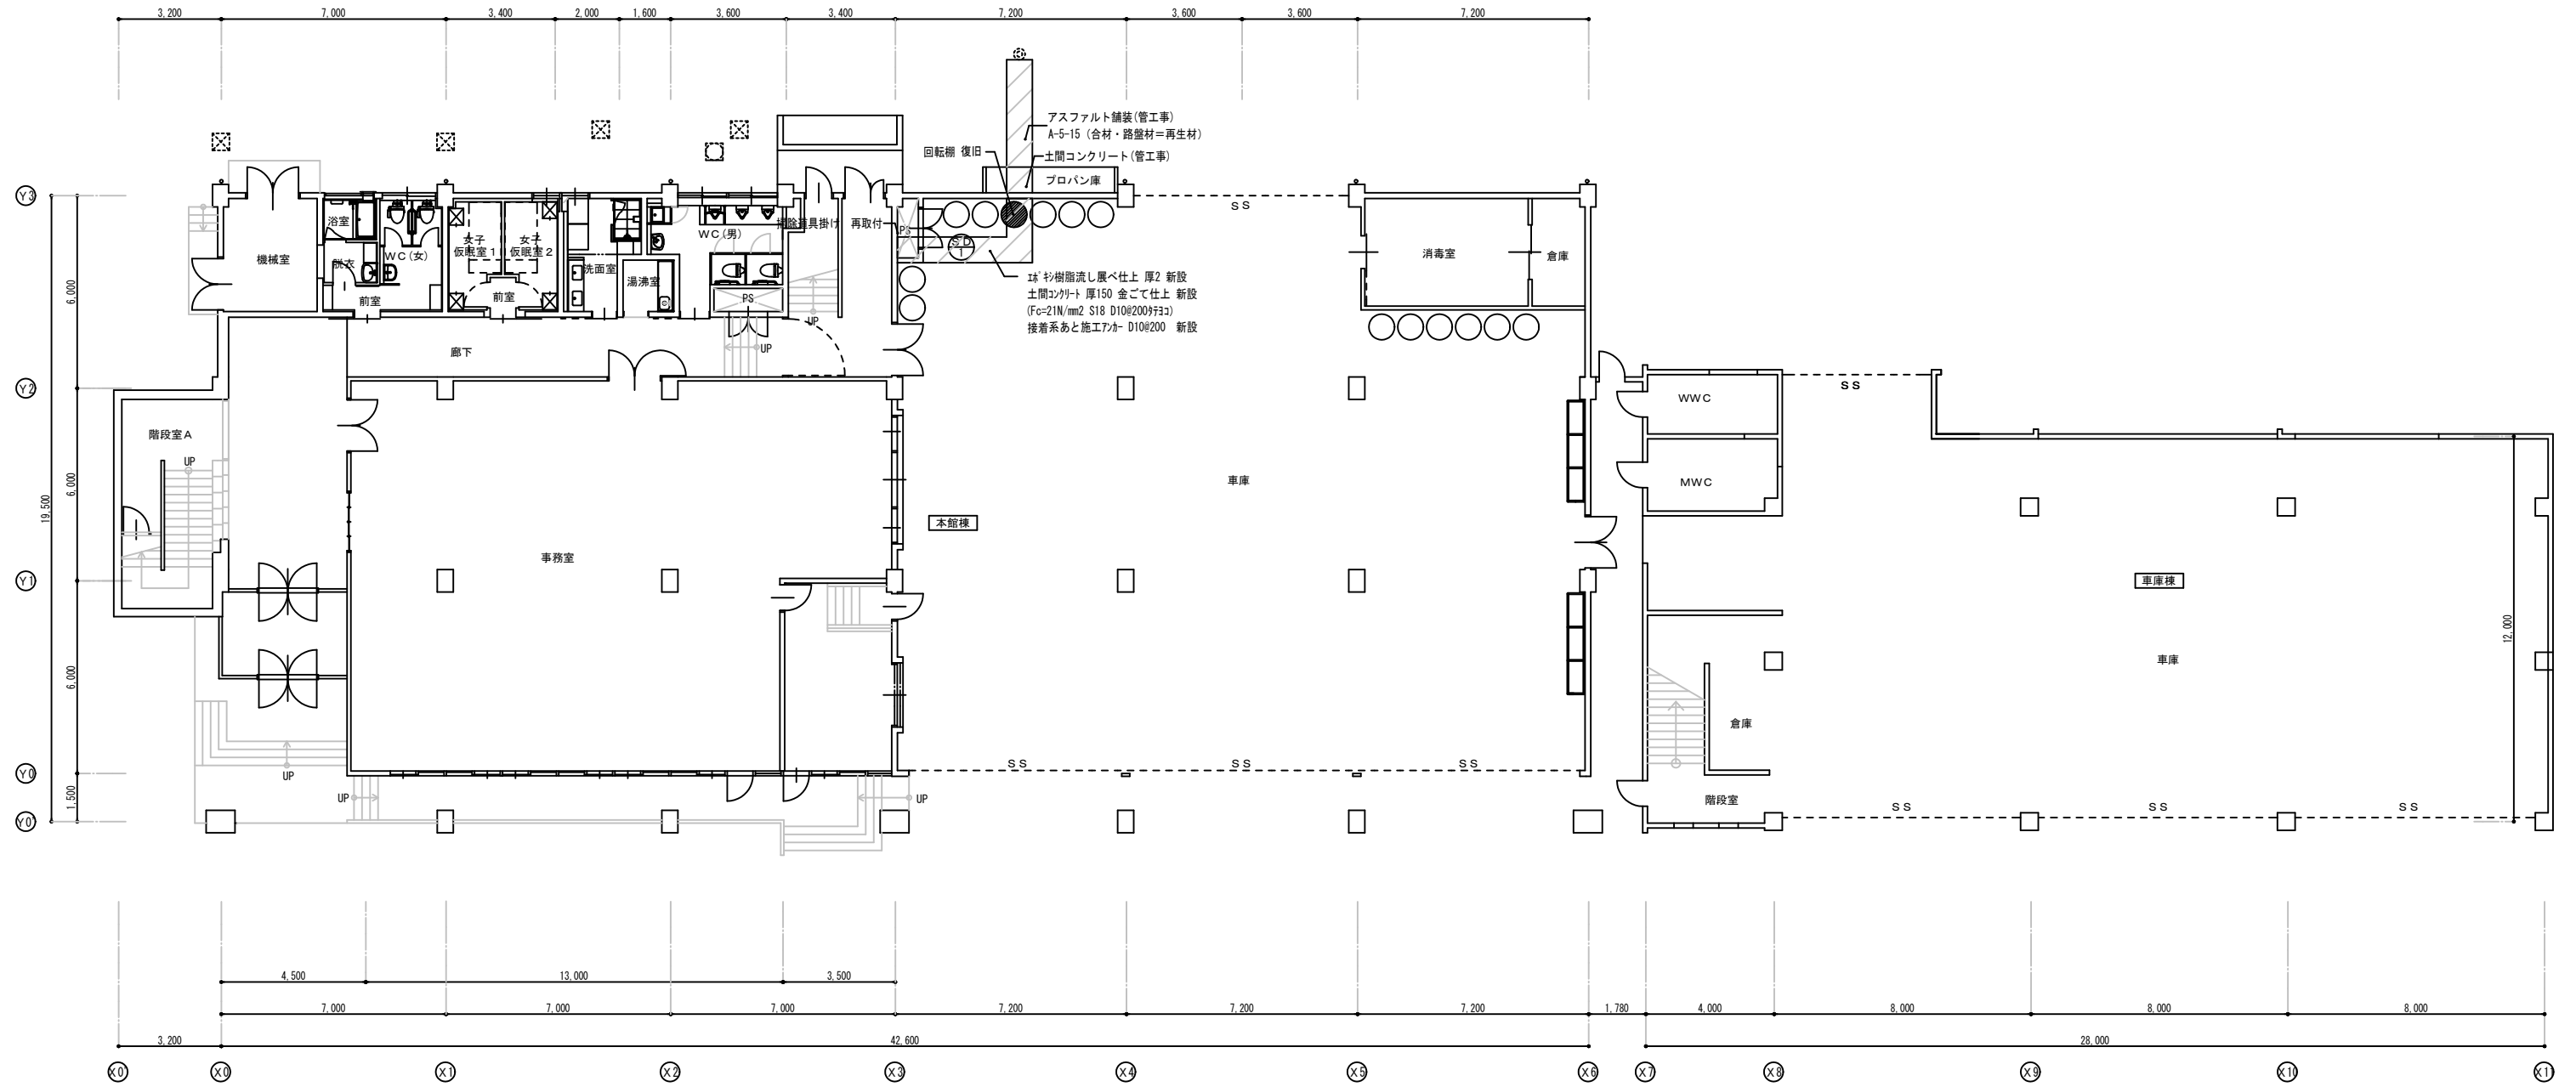 3,200 7,000 3,400 2,000 1,600 3,600 3,400 7,200 3,600 3,600 7,200
アスファルト舗装(管工事)
A-5-15 (合材・路盤材＝再生材)
回転棚 復旧
土間コンクリート(管工事)
プロパン庫
Y3
SS
浴室
掃除道具掛け 再取付
PS
WC(男)
SD
1
機械室
脱衣
WC(女)
女子
仮眠室1
女子
仮眠室2
洗面室
湯沸室
消毒室
倉庫
ｴﾎﾟｷｼ樹脂流し展べ仕上 厚2 新設
土間ｺﾝｸﾘｰﾄ 厚150 金ごて仕上 新設
(Fc=21N/mm2 S18 D10@200ﾀﾃﾖｺ)
接着系あと施工ｱﾝｶｰ D10@200 新設
6,000
前室
前室
PS
UP
廊下
UP
Y2
SS
WWC
階段室A
UP
車庫
MWC
6,000
19,500
本館棟
事務室
Y1
車庫棟
12,000
車庫
6,000
倉庫
Y0
UP
SS SS SS
UP
UP
1,500
階段室
SS SS SS
Y0
4,500 13,000 3,500
7,000 7,000 7,000 7,200 7,200 7,200 1,780 4,000 8,000 8,000 8,000
3,200 42,600 28,000
X0 X0 X1 X2 X3 X4 X5 X6 X7 X8 X9 X10 X11